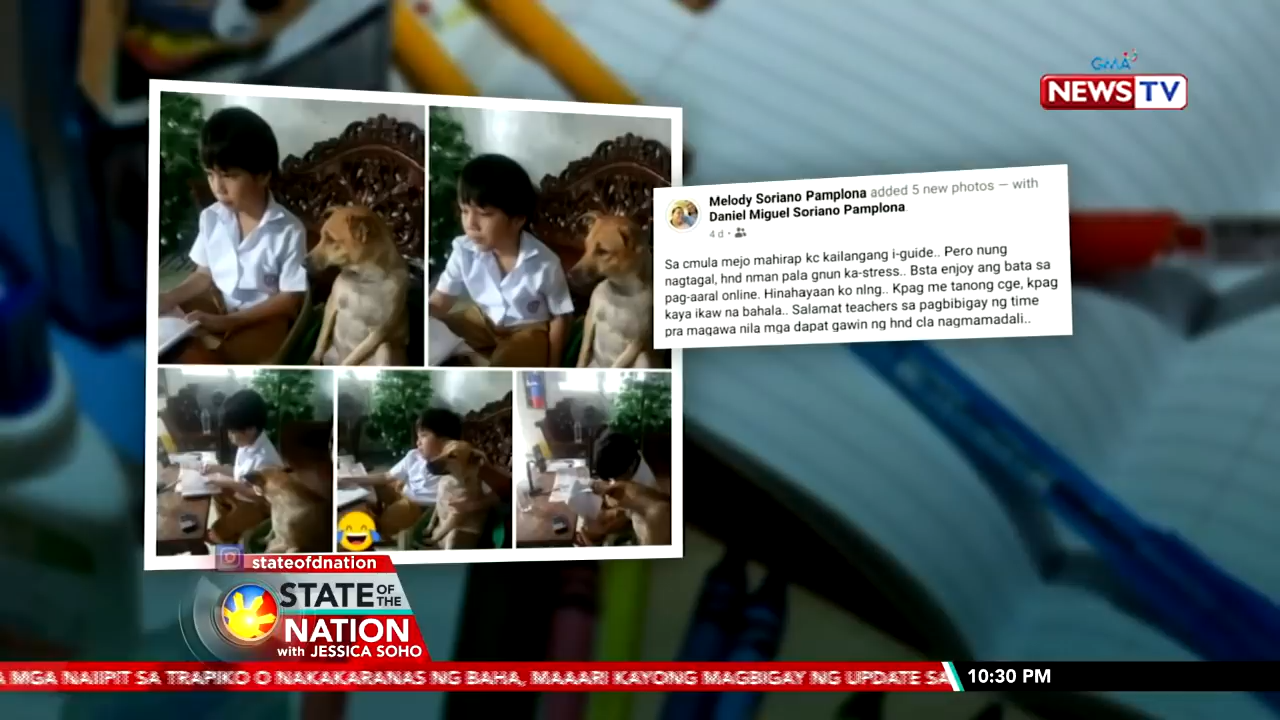 GMA
NEWS TV
Melody Soriano Pamplona added 5 new photos — with
Daniel Miguel Soriano Pamplona.
4 d
Sa cmula mejo mahirap kc kailangang i-guide.. Pero nung
nagtagal, hnd nman pala gnun ka-stress.. Bsta enjoy ang bata sa
pag-aaral online. Hinahayaan ko nlng.. Kpag me tanong cge, kpag
kaya ikaw na bahala.. Salamat teachers sa pagbibigay ng time
pra magawa nila mga dapat gawin ng hnd cla nagmamadali..
stateofdnation
STATE OF THE
NATION
with JESSICA SOHO
A MGA NAIIPIT SA TRAPIKO O NAKAKARANAS NG BAHA, MAAARI KAYONG MAGBIGAY NG UPDATE SA
10:30 PM